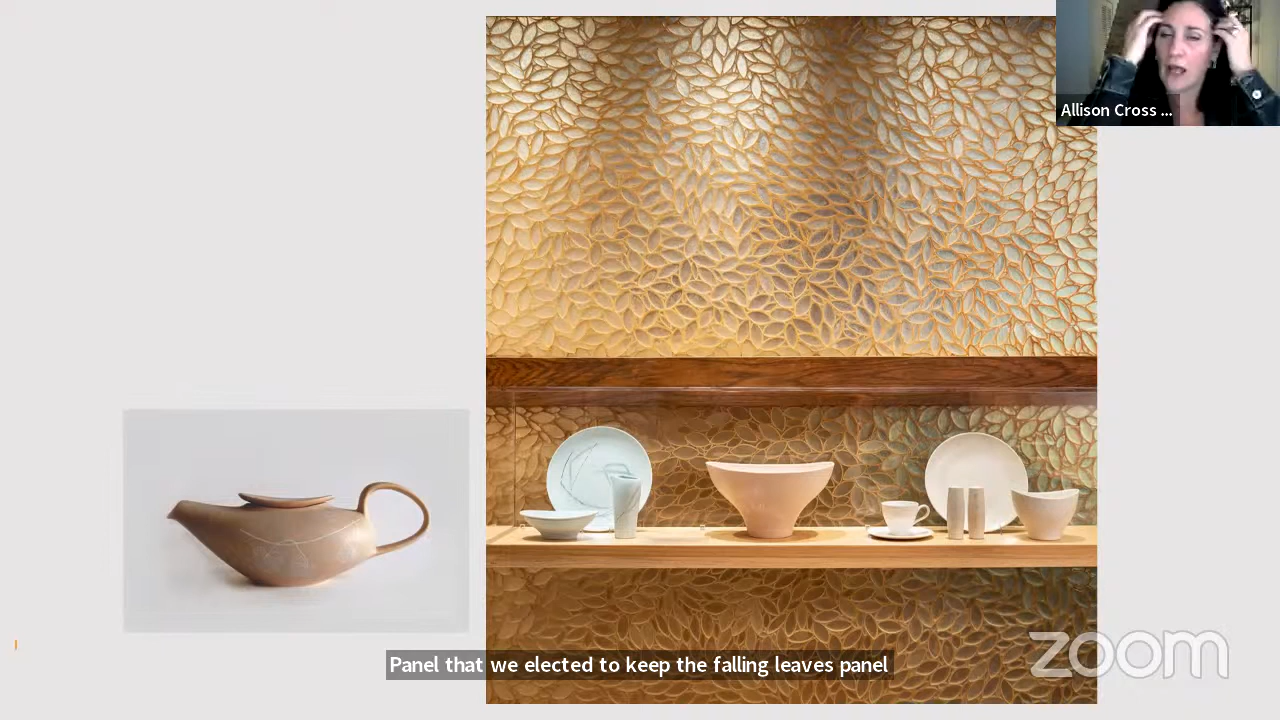 Allison Cross ...
Panel that we elected to keep the falling leaves panel
zoom